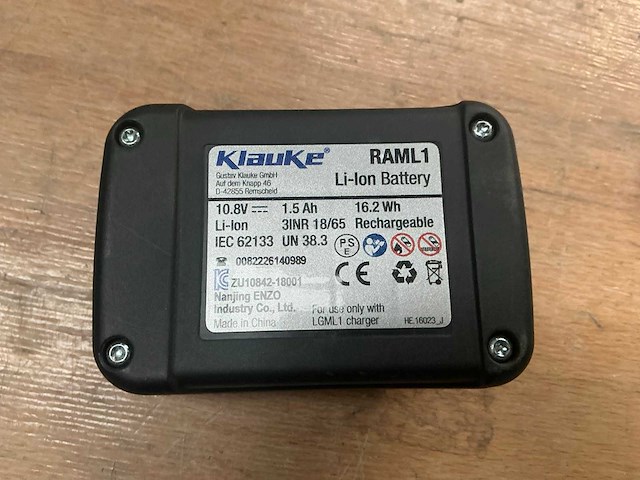 Klauke®
RAML1
Gustav Klauke GmbH
Auf dem Knapp 46
D-42855 Remscheid
Li-Ion Battery
10.8V 1.5 Ah 16.2 Wh
Li-Ion 3INR 18/65 Rechargeable
IEC 62133 UN 38.3
PS
E
☎ 0082226140989
CE
ZU10842-18001
Nanjing ENZO
Industry Co., Ltd.
Made in China
For use only with
LGML1 charger
HE.16023_J